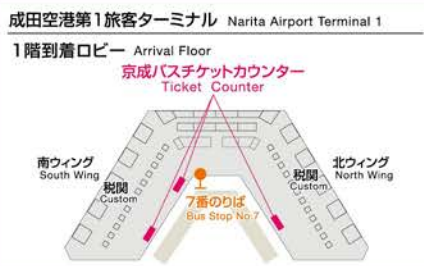 成田空港第1旅客ターミナル Narita Airport Terminal 1
1階到着ロビー Arrival Floor
京成バスチケットカウンター
Ticket Counter
南ウィング
South Wing
税関
Custom
北ウィング
North Wing
税関
Custom
7番のりば
Bus Stop No.7